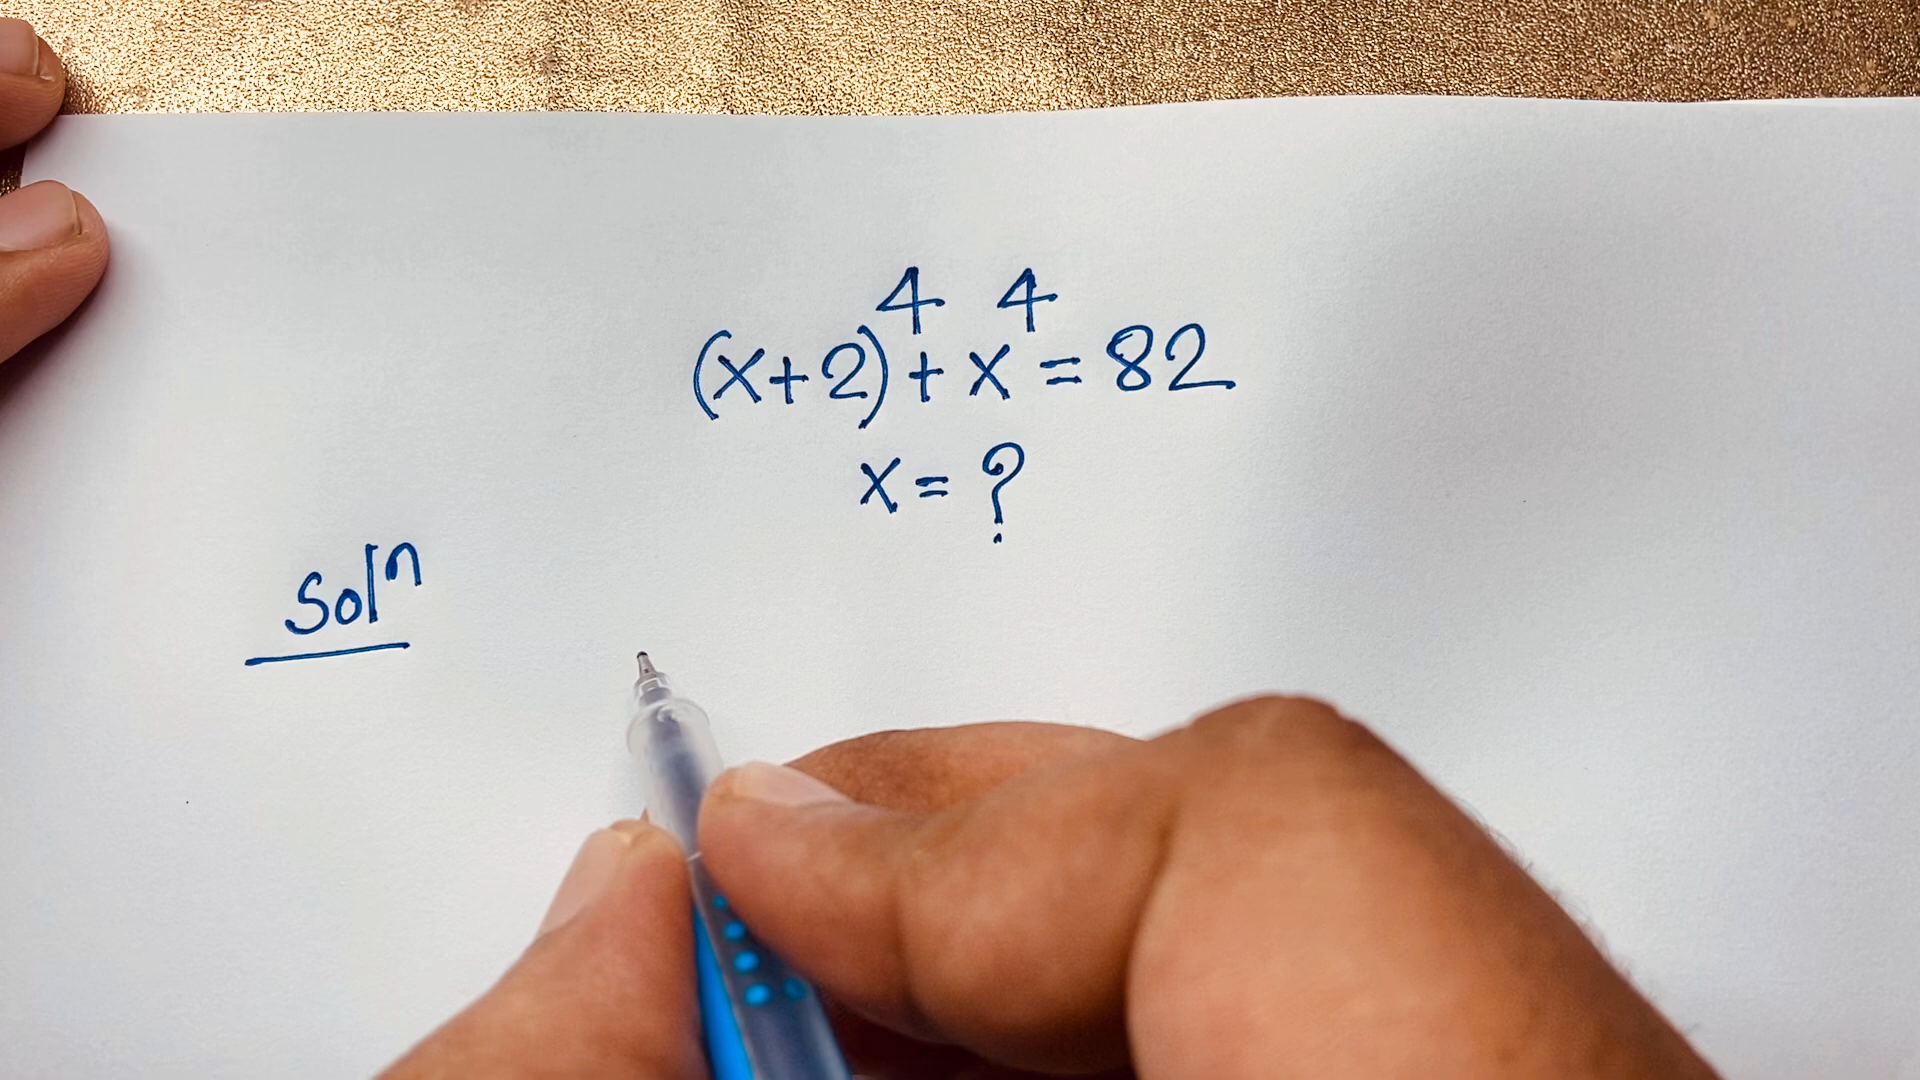 (x+2)⁴ + x⁴ = 82
x = ?
Solⁿ